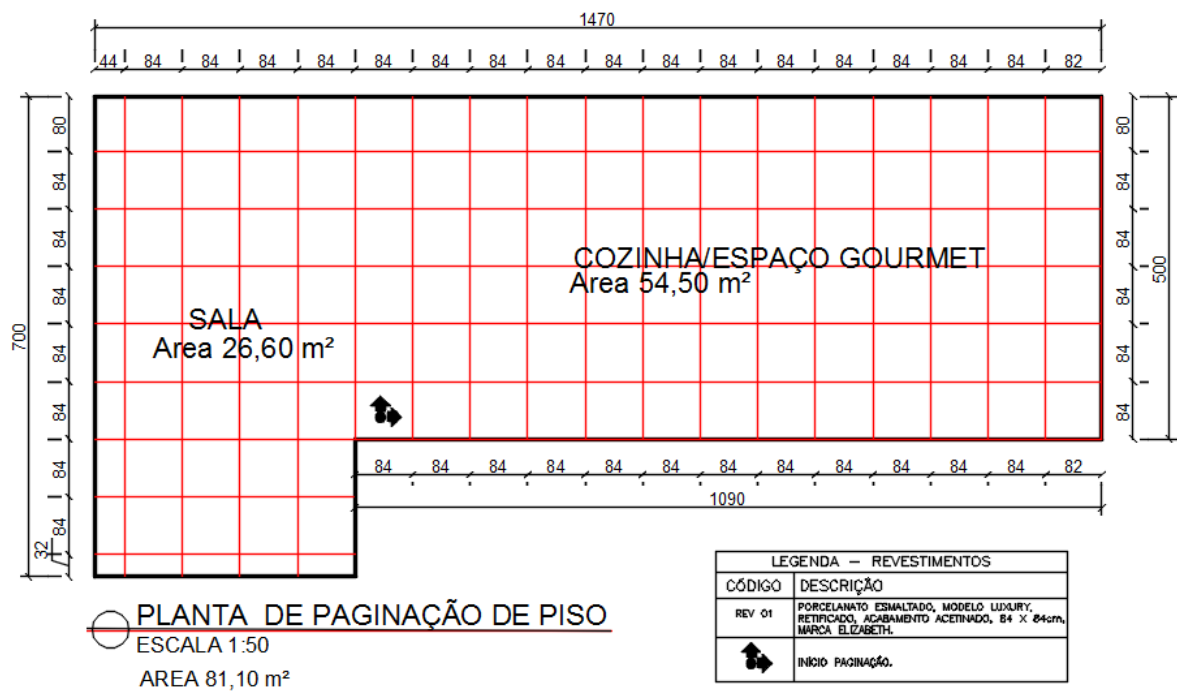 1470
44 84 84 84 84 84 84 84 84 84 84 84 84 84 84 84 84 82
80 84 84 84 84 84 84 84 32
700
80 84 84 84 84 84
500
COZINHA/ESPAÇO GOURMET
Area 54,50 m²
SALA
Area 26,60 m²
84 84 84 84 84 84 84 84 84 84 84 84 82
1090
LEGENDA – REVESTIMENTOS
CÓDIGO DESCRIÇÃO
REV 01 PORCELANATO ESMALTADO, MODELO LUXURY,
RETIFICADO, ACABAMENTO ACETINADO, 84 X 84cm,
MARCA ELIZABETH.
INÍCIO PAGINAÇÃO.
PLANTA DE PAGINAÇÃO DE PISO
ESCALA 1:50
AREA 81,10 m²